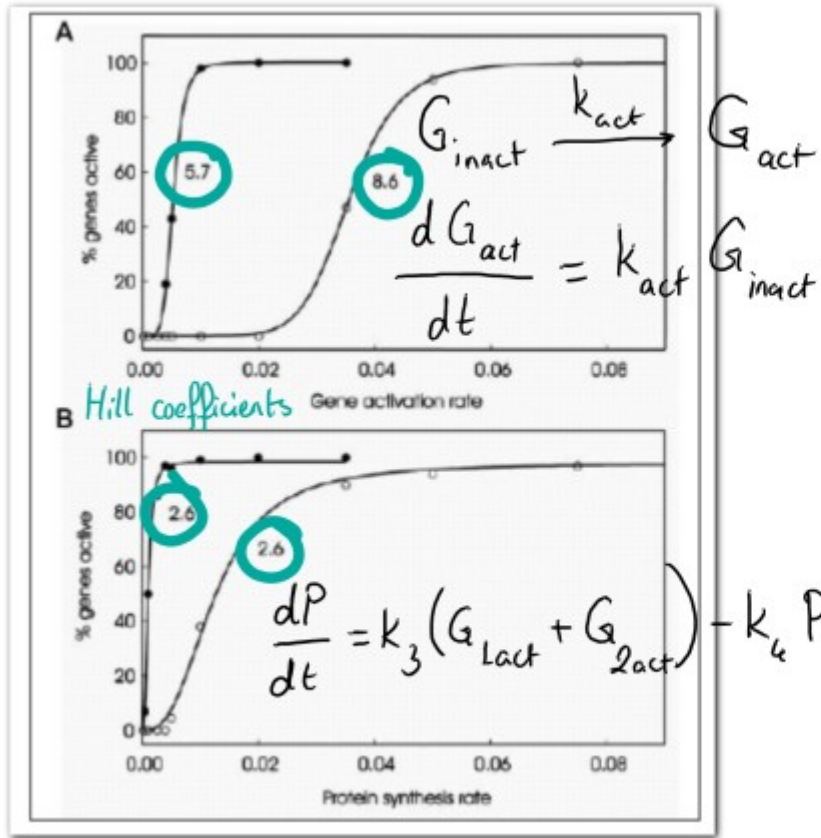 A
100
80
60
40
20
0
% genes active
5.7
8.6
G inact k act → G act
d G act / dt = k act G inact
0.00 0.02 0.04 0.06 0.08
Gene activation rate
Hill coefficients
B
100
80
60
40
20
0
% genes active
2.6
2.6
dP / dt = k3 (G 1act + G 2act) - k4 P
0.00 0.02 0.04 0.06 0.08
Protein synthesis rate